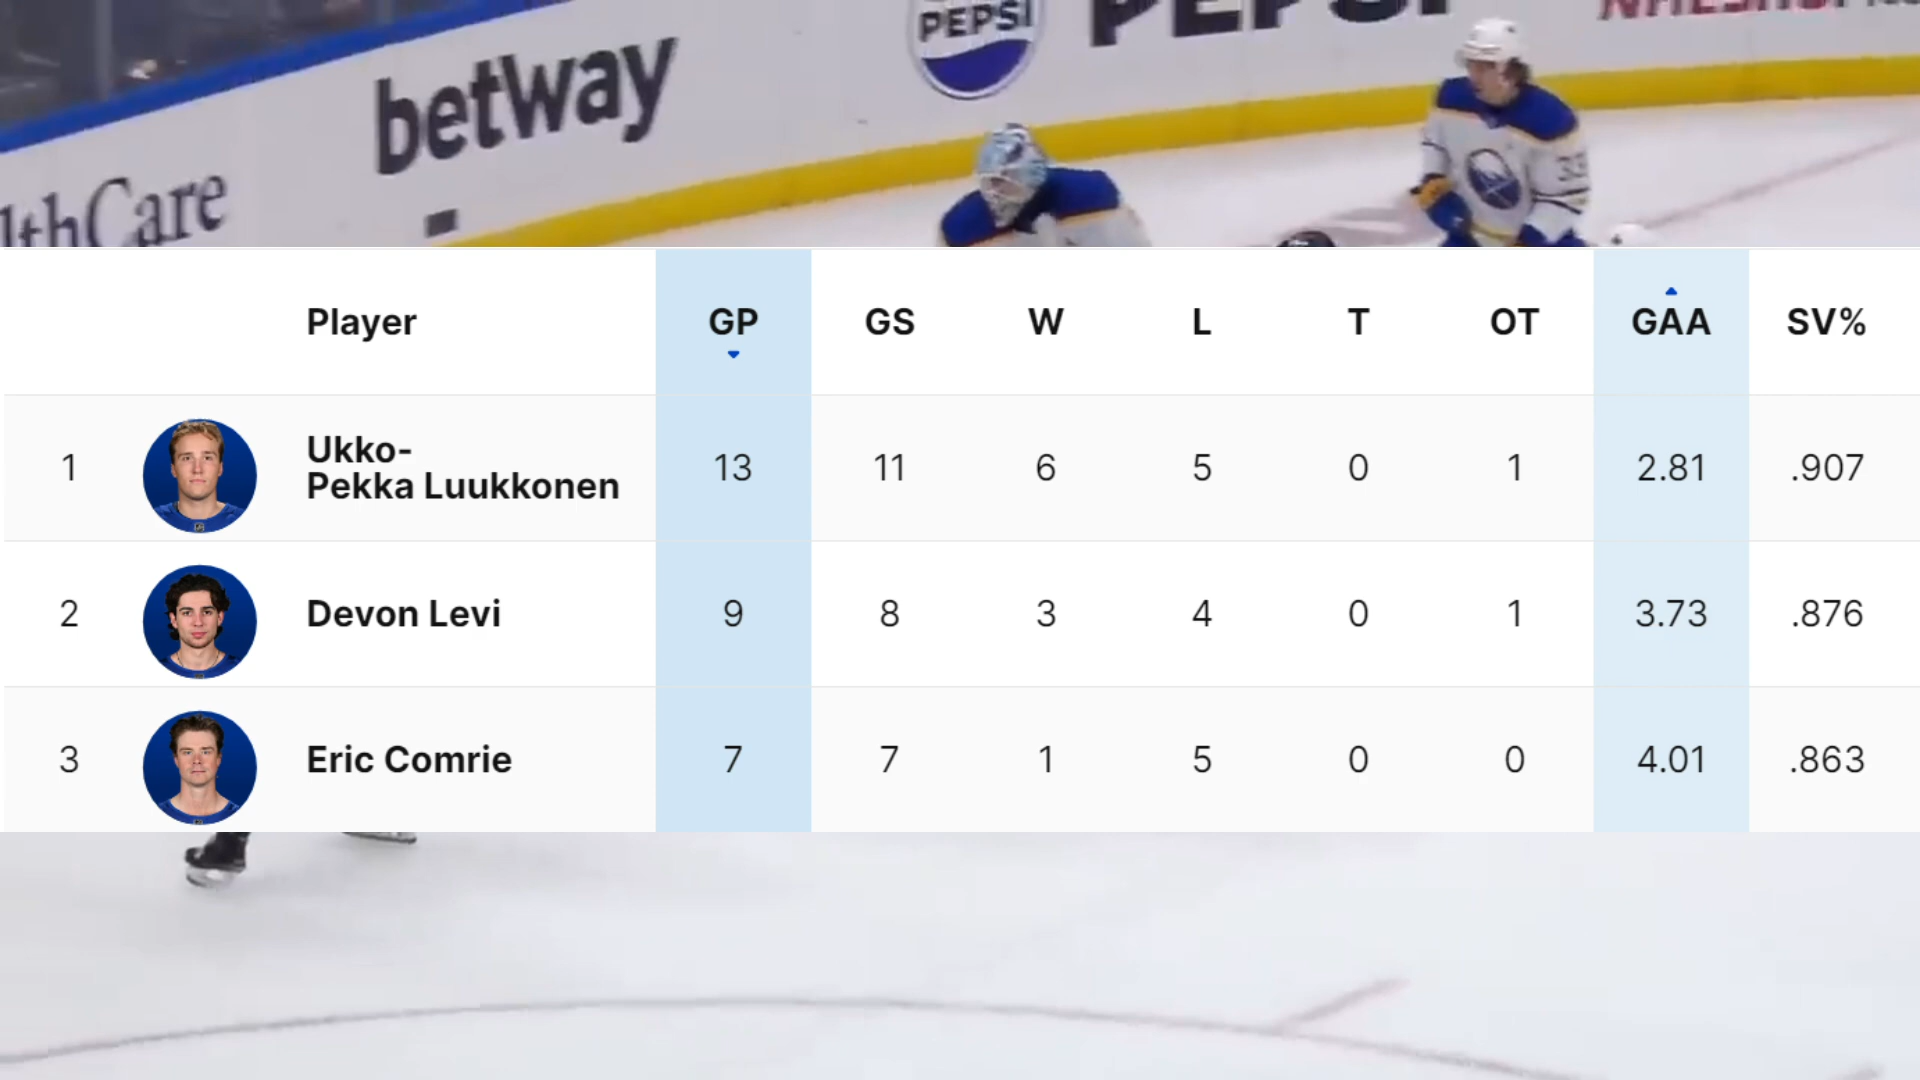 PEPSI
PEPSI
betway
lthCare
33
Player GP GS W L T OT GAA SV%
1 Ukko-
Pekka Luukkonen 13 11 6 5 0 1 2.81 .907
2 Devon Levi 9 8 3 4 0 1 3.73 .876
3 Eric Comrie 7 7 1 5 0 0 4.01 .863